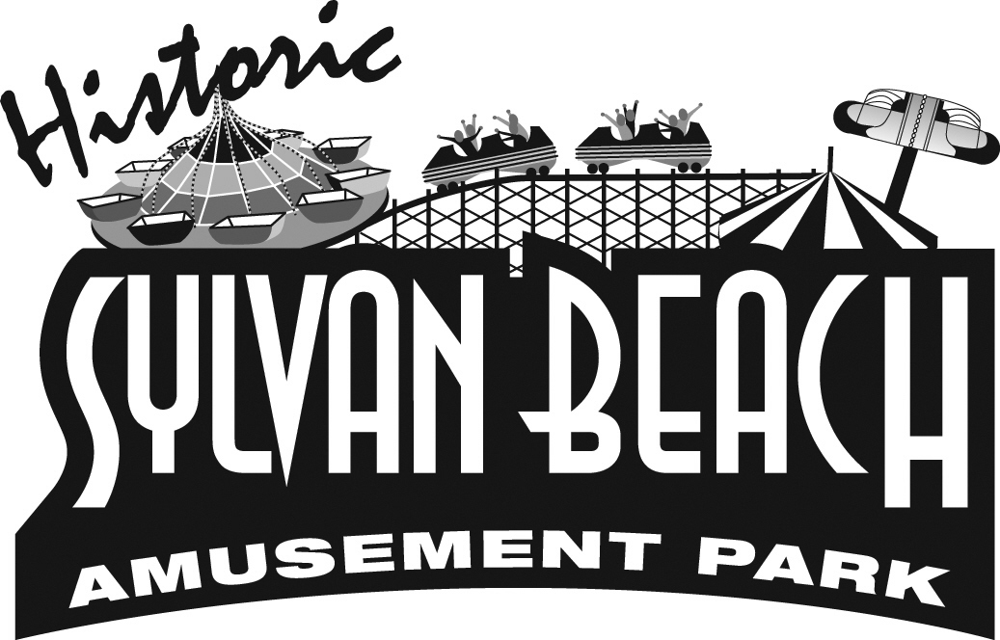 Historic
SYLVAN BEACH
AMUSEMENT PARK